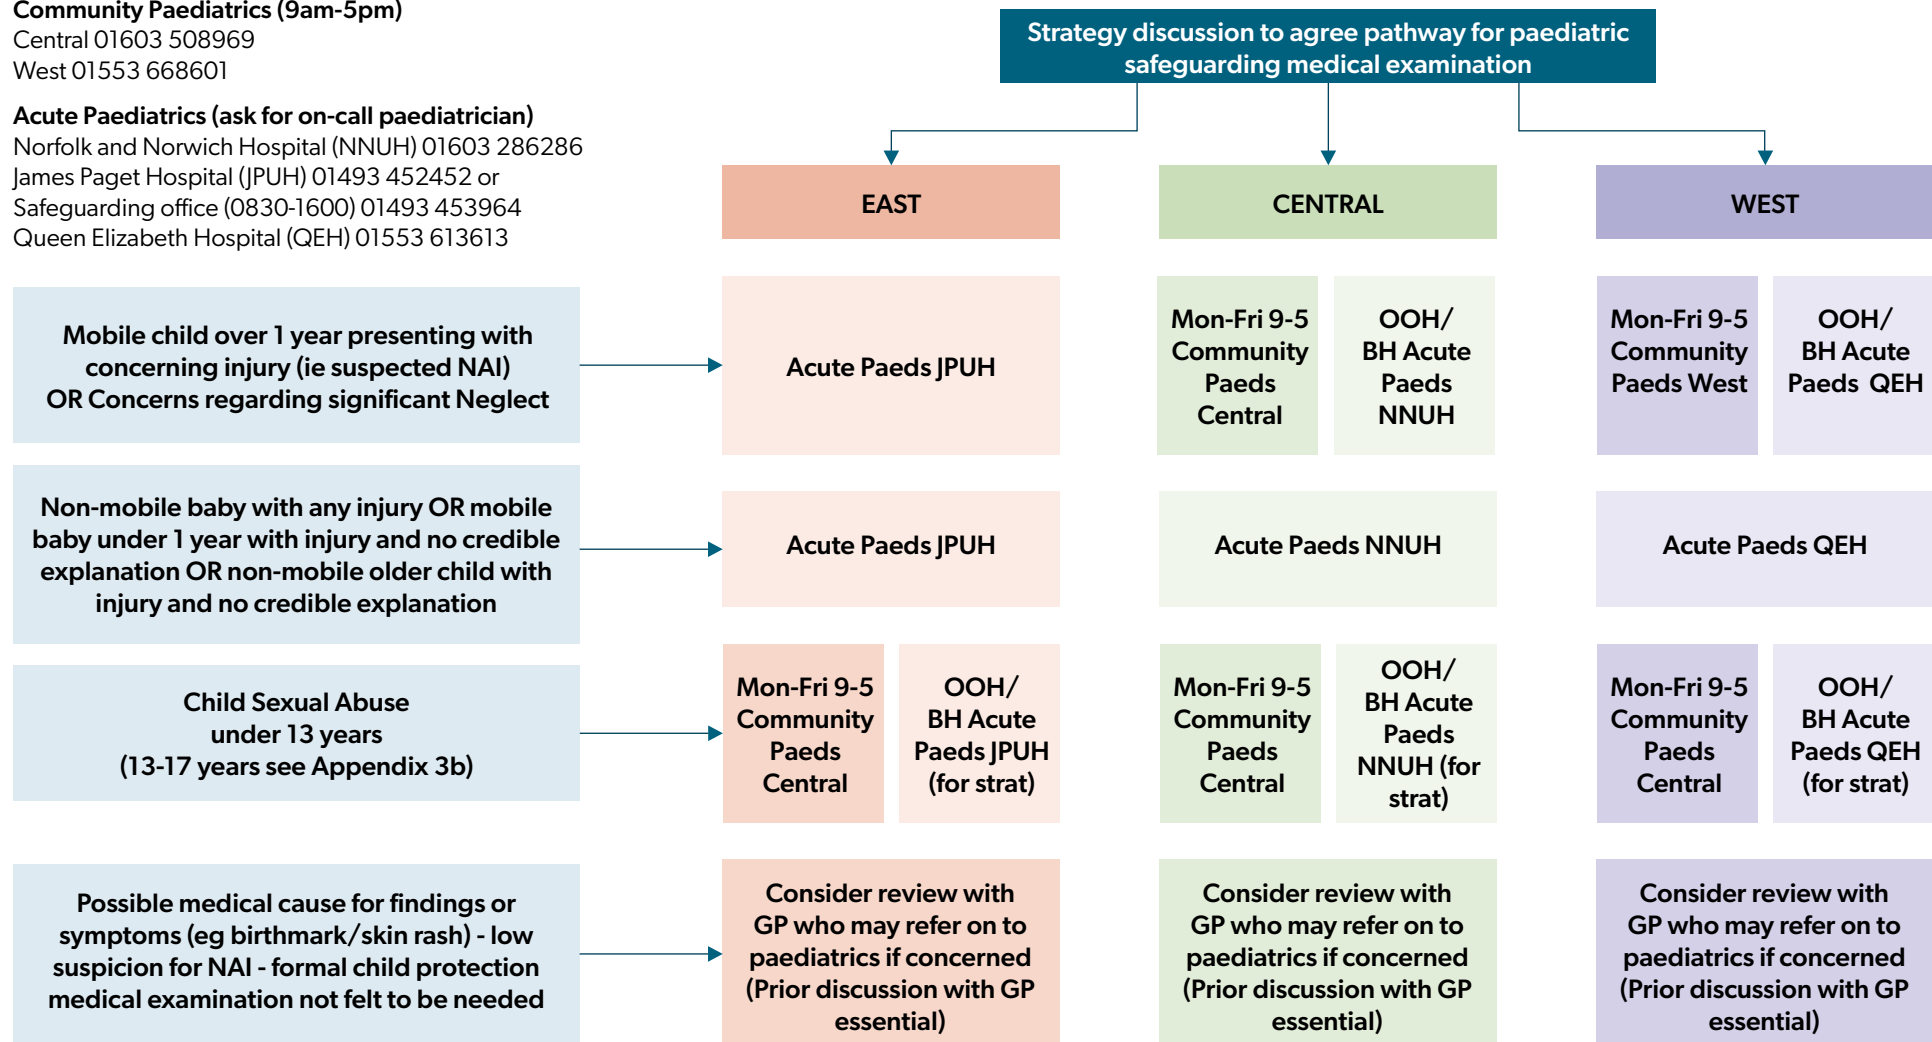 Community Paediatrics (9am-5pm)
Central 01603 508969
West 01553 668601
Acute Paediatrics (ask for on-call paediatrician)
Norfolk and Norwich Hospital (NNUH) 01603 286286
James Paget Hospital (JPUH) 01493 452452 or
Safeguarding office (0830-1600) 01493 453964
Queen Elizabeth Hospital (QEH) 01553 613613
Strategy discussion to agree pathway for paediatric
safeguarding medical examination
EAST
CENTRAL
WEST
Mobile child over 1 year presenting with
concerning injury (ie suspected NAI)
OR Concerns regarding significant Neglect
Acute Paeds JPUH
Mon-Fri 9-5
Community
Paeds
Central
OOH/
BH Acute
Paeds
NNUH
Mon-Fri 9-5
Community
Paeds West
OOH/
BH Acute
Paeds QEH
Non-mobile baby with any injury OR mobile
baby under 1 year with injury and no credible
explanation OR non-mobile older child with
injury and no credible explanation
Acute Paeds JPUH
Acute Paeds NNUH
Acute Paeds QEH
Child Sexual Abuse
under 13 years
(13-17 years see Appendix 3b)
Mon-Fri 9-5
Community
Paeds
Central
OOH/
BH Acute
Paeds JPUH
(for strat)
Mon-Fri 9-5
Community
Paeds
Central
OOH/
BH Acute
Paeds
NNUH (for
strat)
Mon-Fri 9-5
Community
Paeds
Central
OOH/
BH Acute
Paeds QEH
(for strat)
Possible medical cause for findings or
symptoms (eg birthmark/skin rash) - low
suspicion for NAI - formal child protection
medical examination not felt to be needed
Consider review with
GP who may refer on to
paediatrics if concerned
(Prior discussion with GP
essential)
Consider review with
GP who may refer on to
paediatrics if concerned
(Prior discussion with GP
essential)
Consider review with
GP who may refer on to
paediatrics if concerned
(Prior discussion with GP
essential)